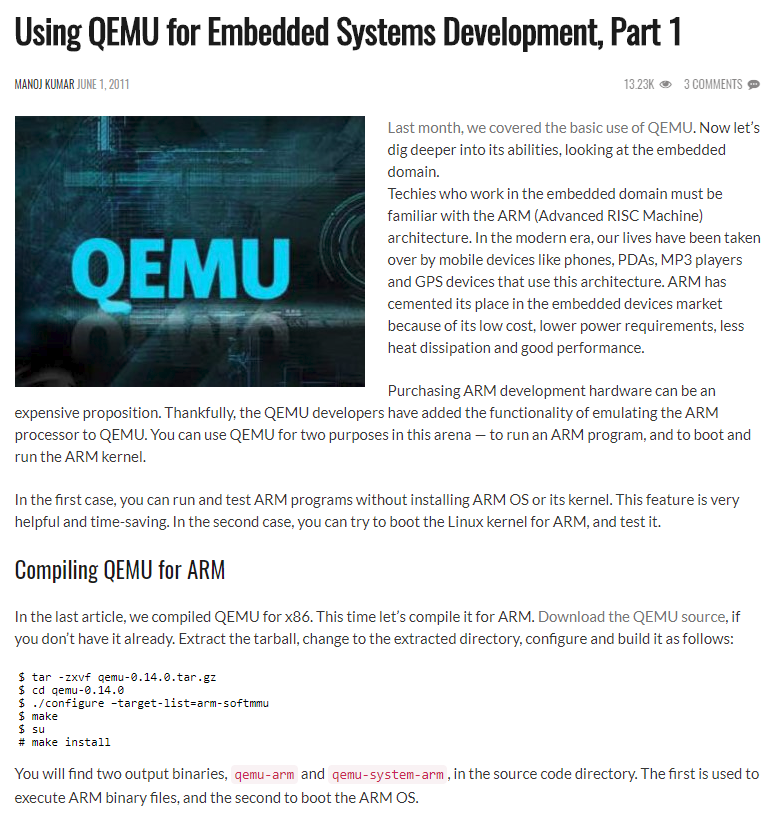 Using QEMU for Embedded Systems Development, Part 1
MANOJ KUMAR JUNE 1, 2011
13.23K 3 COMMENTS
QEMU
Last month, we covered the basic use of QEMU. Now let’s
dig deeper into its abilities, looking at the embedded
domain.
Techies who work in the embedded domain must be
familiar with the ARM (Advanced RISC Machine)
architecture. In the modern era, our lives have been taken
over by mobile devices like phones, PDAs, MP3 players
and GPS devices that use this architecture. ARM has
cemented its place in the embedded devices market
because of its low cost, lower power requirements, less
heat dissipation and good performance.
Purchasing ARM development hardware can be an
expensive proposition. Thankfully, the QEMU developers have added the functionality of emulating the ARM
processor to QEMU. You can use QEMU for two purposes in this arena — to run an ARM program, and to boot and
run the ARM kernel.
In the first case, you can run and test ARM programs without installing ARM OS or its kernel. This feature is very
helpful and time-saving. In the second case, you can try to boot the Linux kernel for ARM, and test it.
Compiling QEMU for ARM
In the last article, we compiled QEMU for x86. This time let’s compile it for ARM. Download the QEMU source, if
you don’t have it already. Extract the tarball, change to the extracted directory, configure and build it as follows:
$ tar -zxvf qemu-0.14.0.tar.gz
$ cd qemu-0.14.0
$ ./configure –target-list=arm-softmmu
$ make
$ su
# make install
You will find two output binaries, qemu-arm and qemu-system-arm, in the source code directory. The first is used to
execute ARM binary files, and the second to boot the ARM OS.